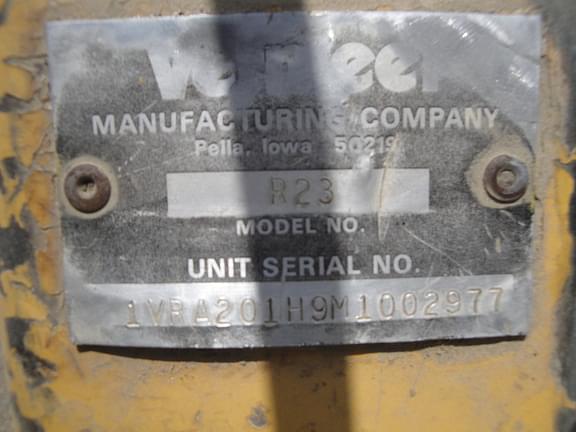 Vermeer
MANUFACTURING COMPANY
Pella, Iowa 50219
R23
MODEL NO.
UNIT SERIAL NO.
1VRA201H9M1002977